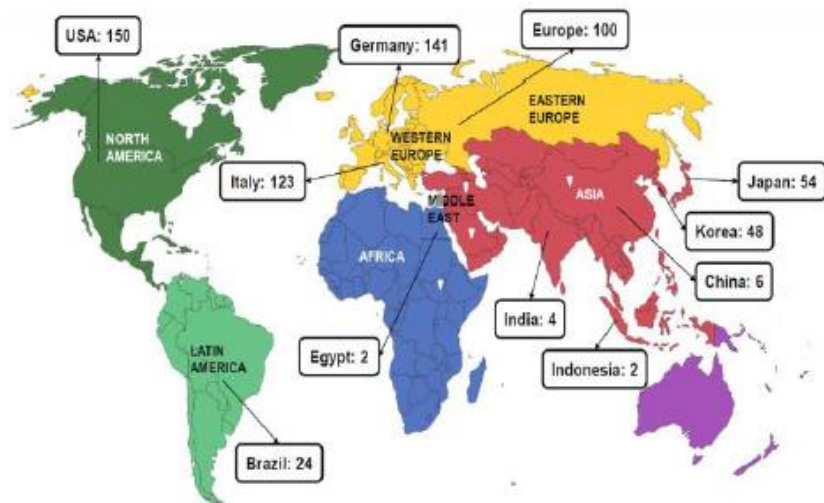 USA: 150
Germany: 141
Europe: 100
EASTERN
EUROPE
NORTH
AMERICA
WESTERN
EUROPE
Italy: 123
MIDDLE
EAST
ASIA
Japan: 54
Korea: 48
AFRICA
China: 6
India: 4
LATIN
AMERICA
Egypt: 2
Indonesia: 2
Brazil: 24